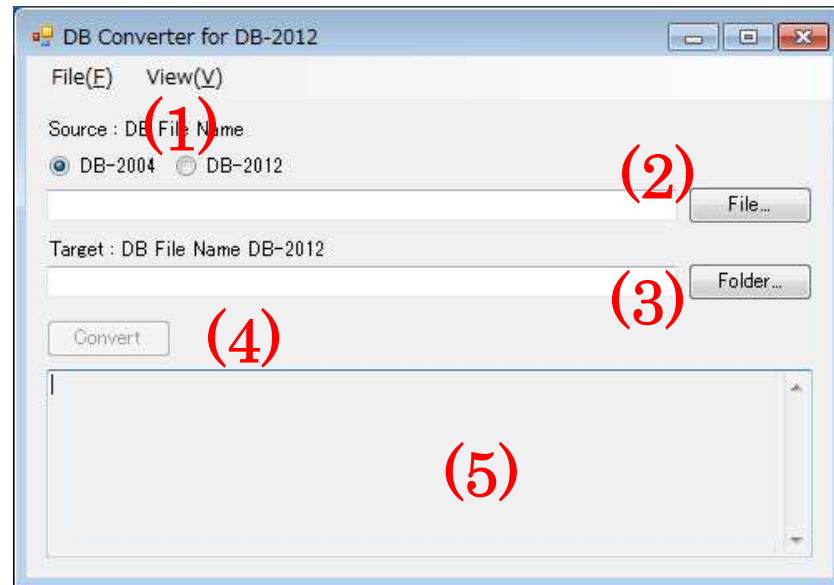 DB Converter for DB-2012
File(F) View(V)
(1)
Source : DB File Name
DB-2004 DB-2012
(2)
File...
Target : DB File Name DB-2012
(3)
Folder...
Convert
(4)
(5)